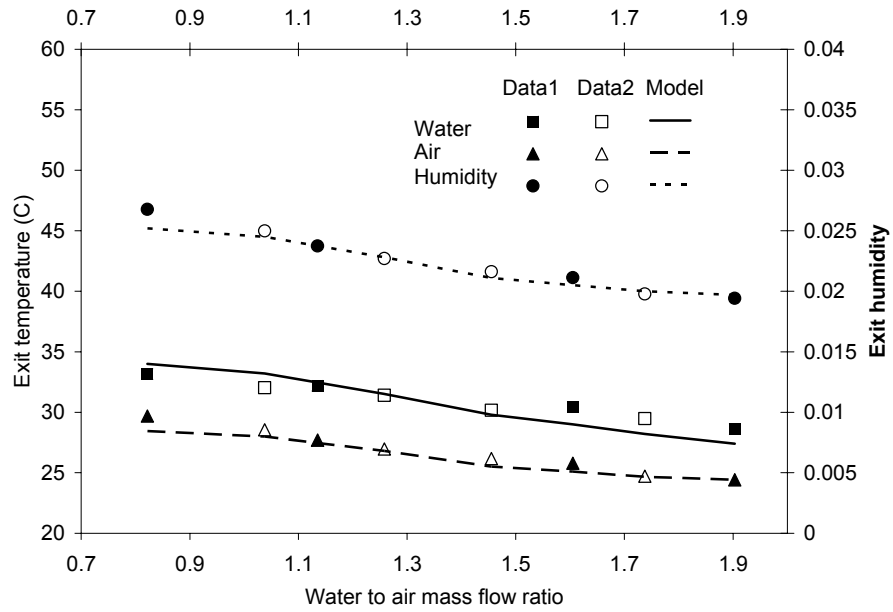 0.7 0.9 1.1 1.3 1.5 1.7 1.9
60 0.04
55 0.035
50 0.03
45 0.025
40 0.02
35 0.015
30 0.01
25 0.005
20 0
Data1 Data2 Model
Water
Air
Humidity
Exit temperature (C)
Exit humidity
0.7 0.9 1.1 1.3 1.5 1.7 1.9
Water to air mass flow ratio